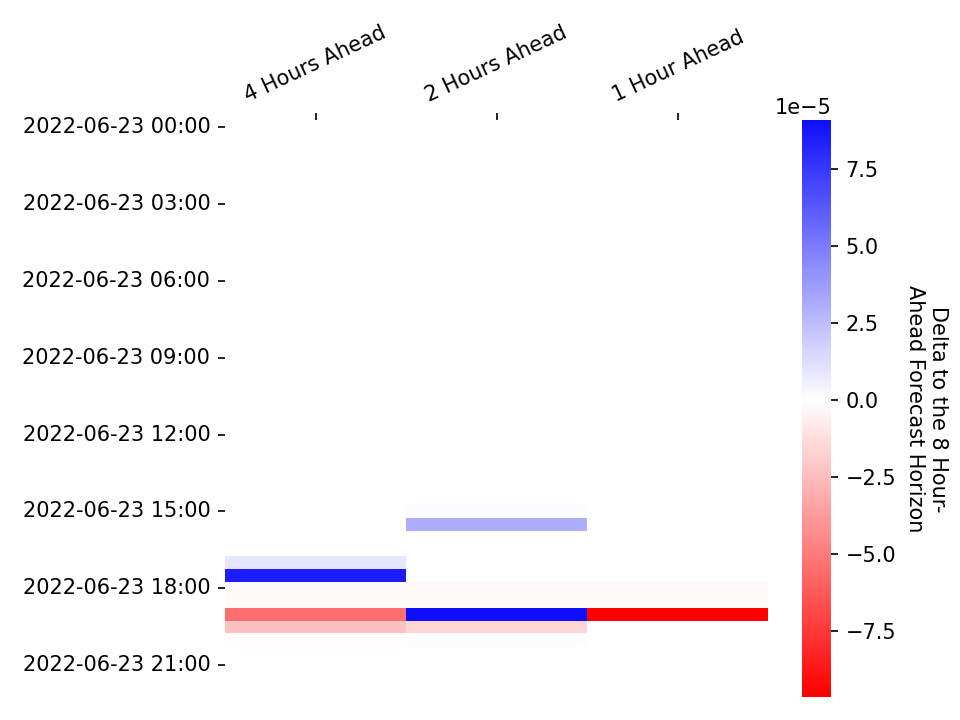 4 Hours Ahead
2 Hours Ahead
1 Hour Ahead
1e−5
2022-06-23 00:00
2022-06-23 03:00
2022-06-23 06:00
2022-06-23 09:00
2022-06-23 12:00
2022-06-23 15:00
2022-06-23 18:00
2022-06-23 21:00
7.5
5.0
2.5
0.0
−2.5
−5.0
−7.5
Delta to the 8 Hour-
Ahead Forecast Horizon